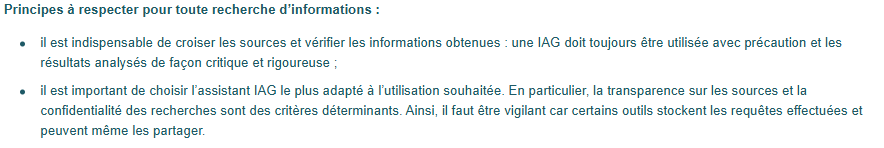 Principes à respecter pour toute recherche d'informations :
• il est indispensable de croiser les sources et vérifier les informations obtenues : une IAG doit toujours être utilisée avec précaution et les
résultats analysés de façon critique et rigoureuse ;
• il est important de choisir l'assistant IAG le plus adapté à l'utilisation souhaitée. En particulier, la transparence sur les sources et la
confidentialité des recherches sont des critères déterminants. Ainsi, il faut être vigilant car certains outils stockent les requêtes effectuées et
peuvent même les partager.